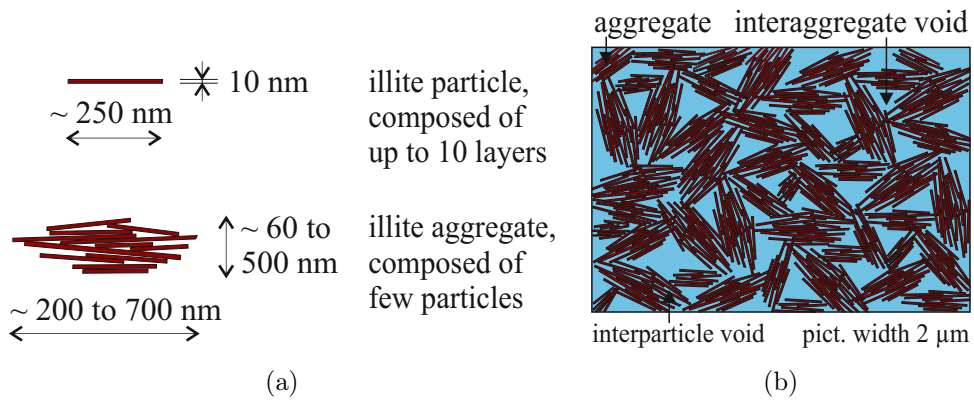 10 nm
~ 250 nm
illite particle,
composed of
up to 10 layers
~ 60 to
500 nm
~ 200 to 700 nm
illite aggregate,
composed of
few particles
(a)
aggregate interaggregate void
interparticle void pict. width 2 µm
(b)